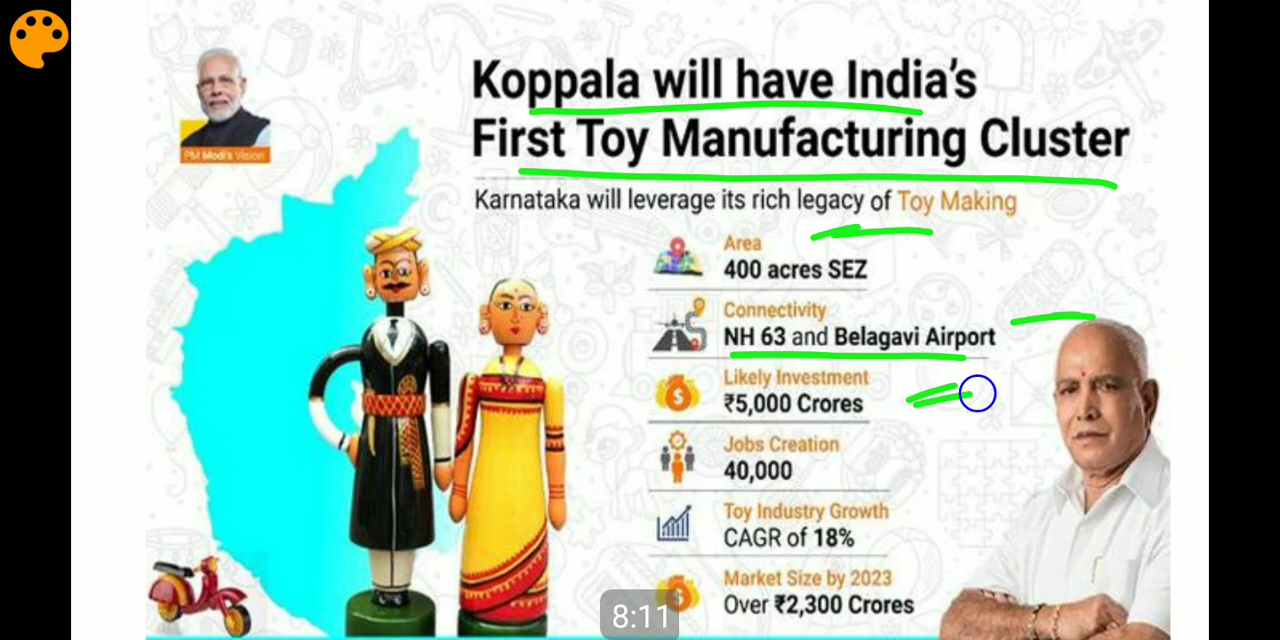 Koppala will have India's
First Toy Manufacturing Cluster
PM Modi's Vision
Karnataka will leverage its rich legacy of Toy Making
Area
400 acres SEZ
Connectivity
NH 63 and Belagavi Airport
Likely Investment
₹5,000 Crores
Jobs Creation
40,000
Toy Industry Growth
CAGR of 18%
Market Size by 2023
Over ₹2,300 Crores
8:11